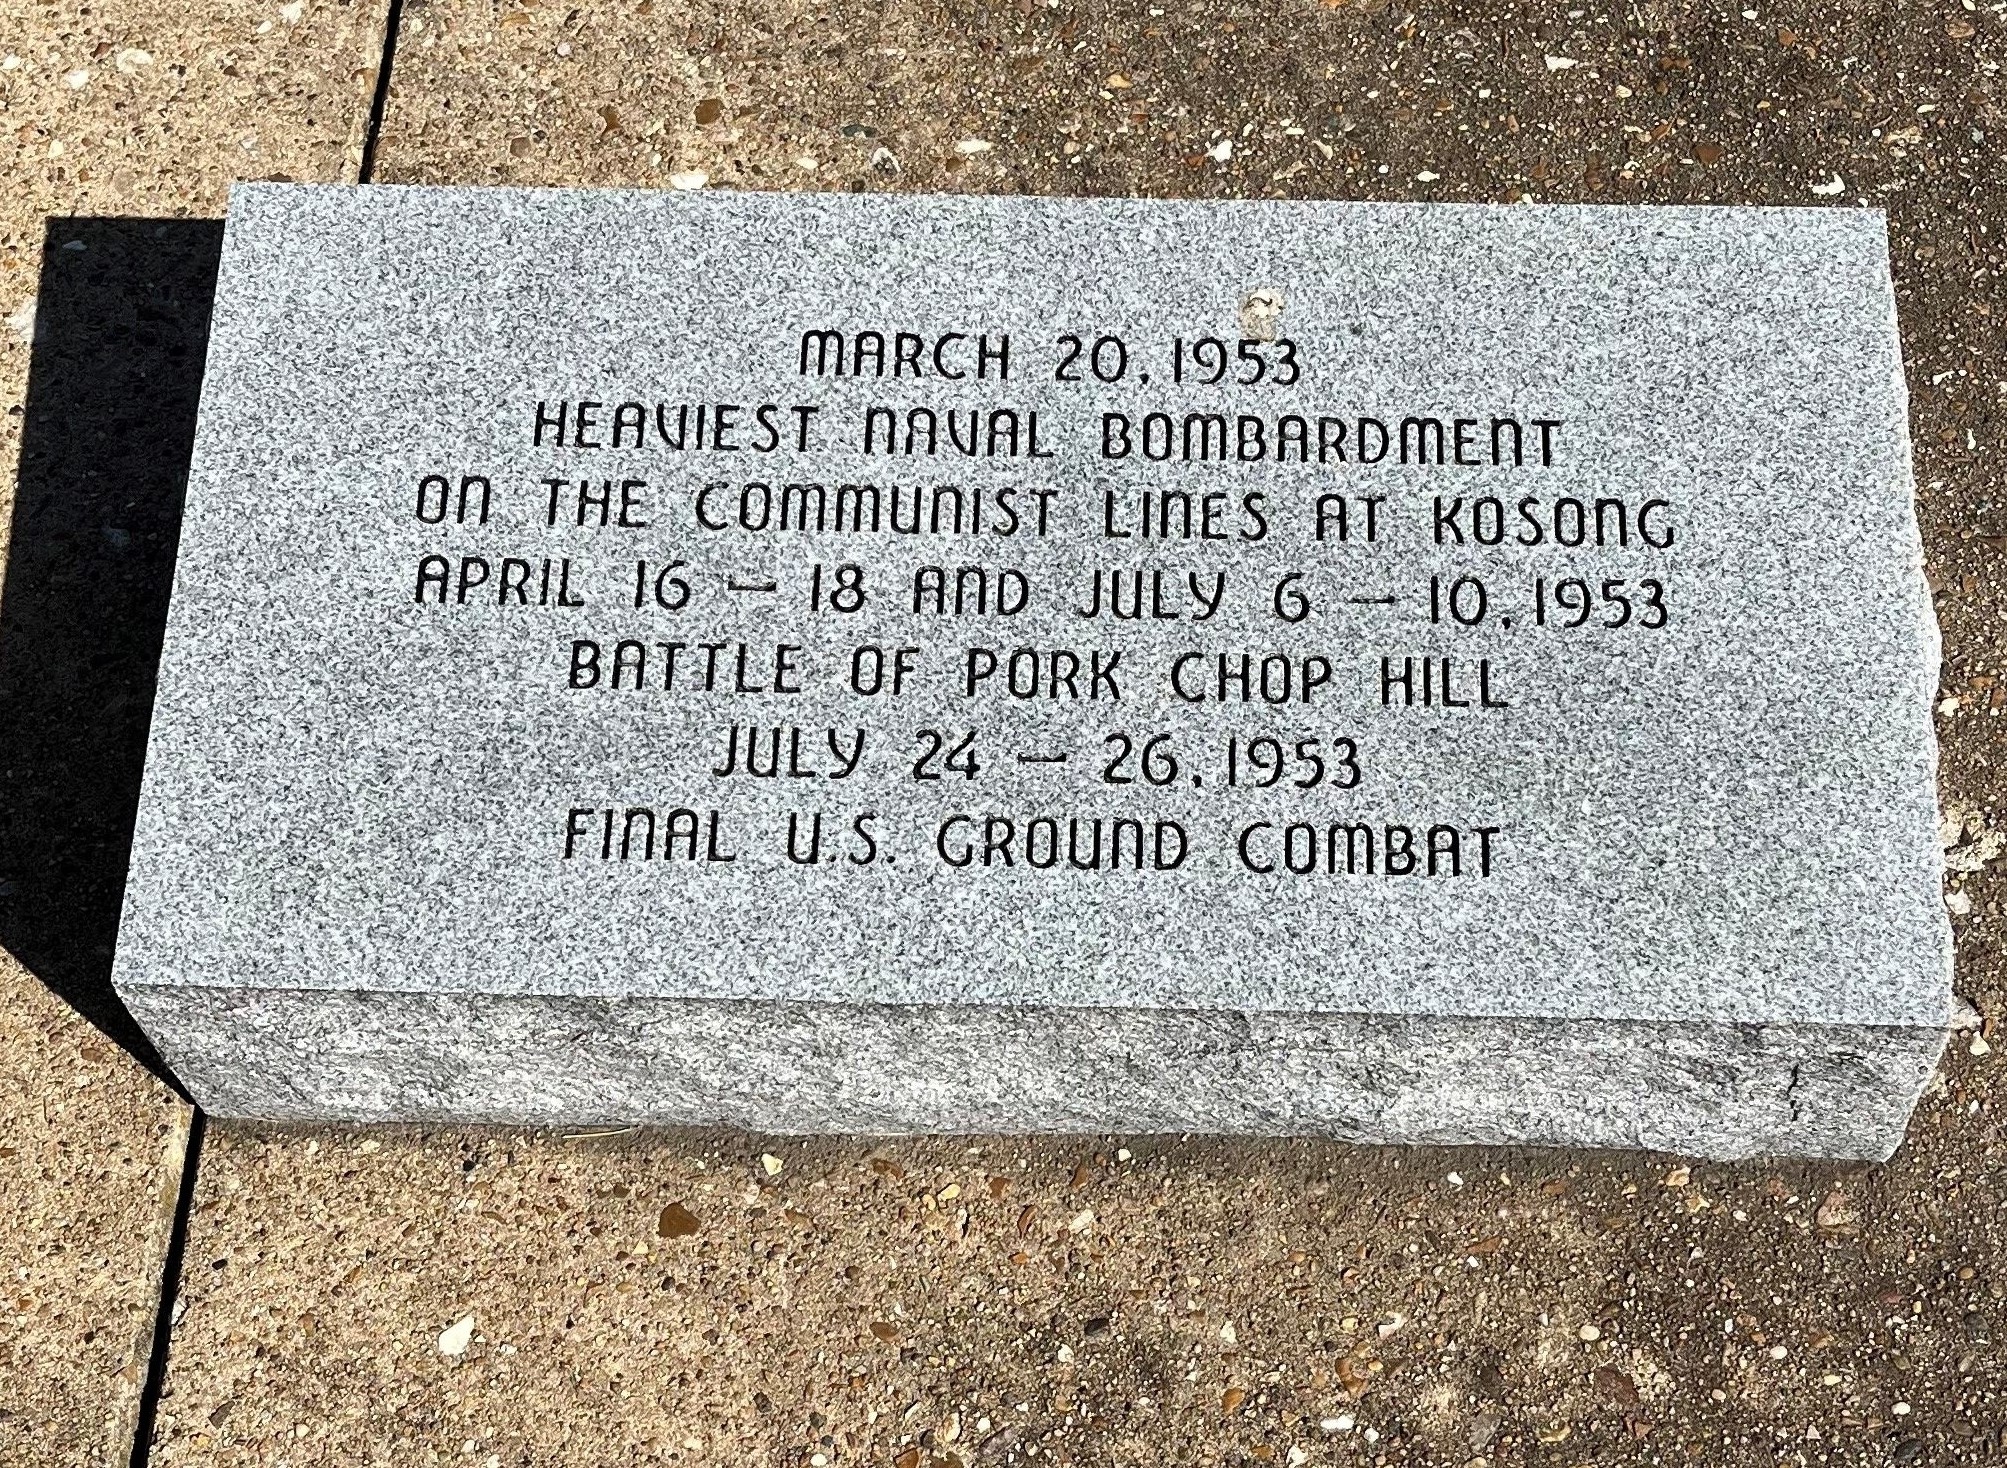 MARCH 20, 1953
HEAVIEST NAVAL BOMBARDMENT
ON THE COMMUNIST LINES AT KOSONG
APRIL 16 – 18 AND JULY 6 – 10, 1953
BATTLE OF PORK CHOP HILL
JULY 24 – 26, 1953
FINAL U.S. GROUND COMBAT